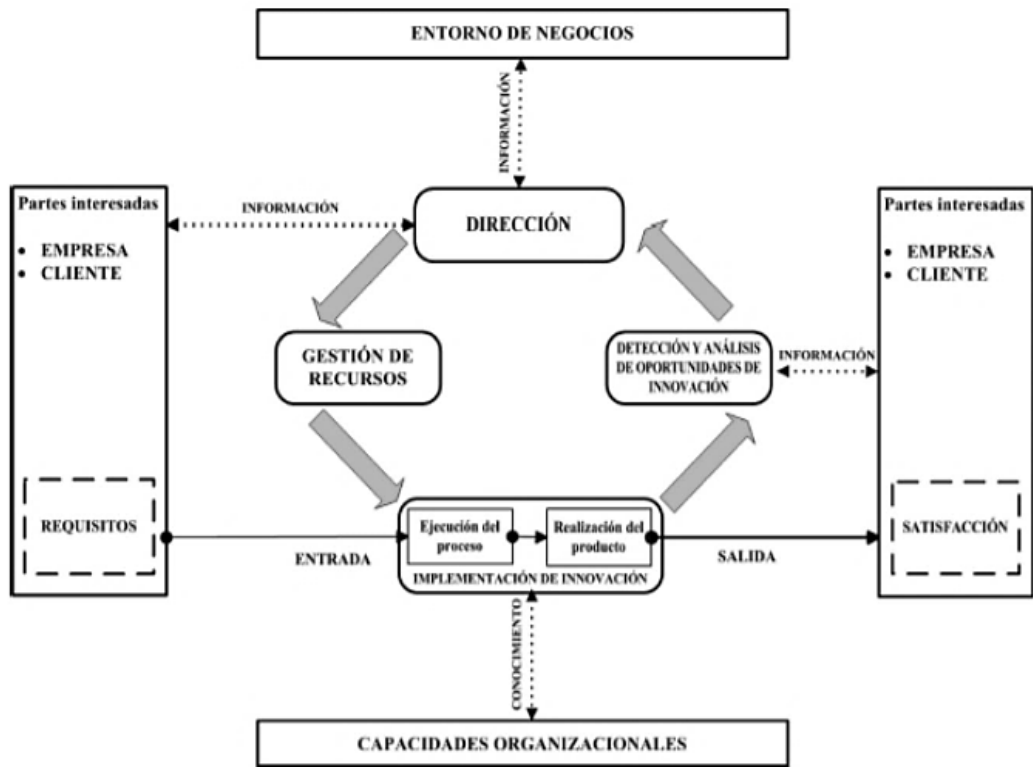 ENTORNO DE NEGOCIOS
INFORMACIÓN
Partes interesadas
• EMPRESA
• CLIENTE
INFORMACIÓN
DIRECCIÓN
Partes interesadas
• EMPRESA
• CLIENTE
GESTIÓN DE
RECURSOS
DETECCIÓN Y ANÁLISIS
DE OPORTUNIDADES DE
INNOVACIÓN
INFORMACIÓN
REQUISITOS
ENTRADA
Ejecución del
proceso
Realización del
producto
IMPLEMENTACIÓN DE INNOVACIÓN
SALIDA
SATISFACCIÓN
CONOCIMIENTO
CAPACIDADES ORGANIZACIONALES